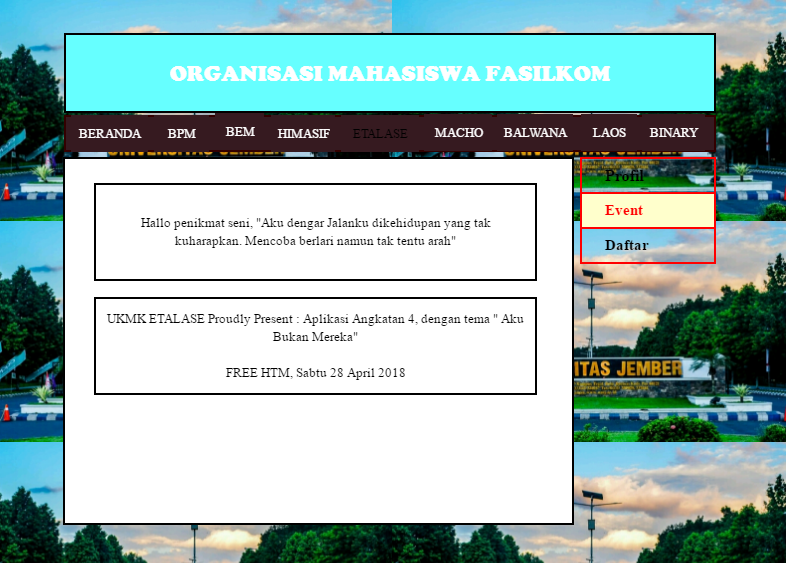 ORGANISASI MAHASISWA FASILKOM
BERANDA BPM BEM HIMASIF ETALASE MACHO BALWANA LAOS BINARY
UNIVERSITAS JEMBER
Profil
Event
Daftar
Hallo penikmat seni, "Aku dengar Jalanku dikehidupan yang tak
kuharapkan. Mencoba berlari namun tak tentu arah"
UKMK ETALASE Proudly Present : Aplikasi Angkatan 4, dengan tema " Aku
Bukan Mereka"
FREE HTM, Sabtu 28 April 2018
ITAS JEMBER